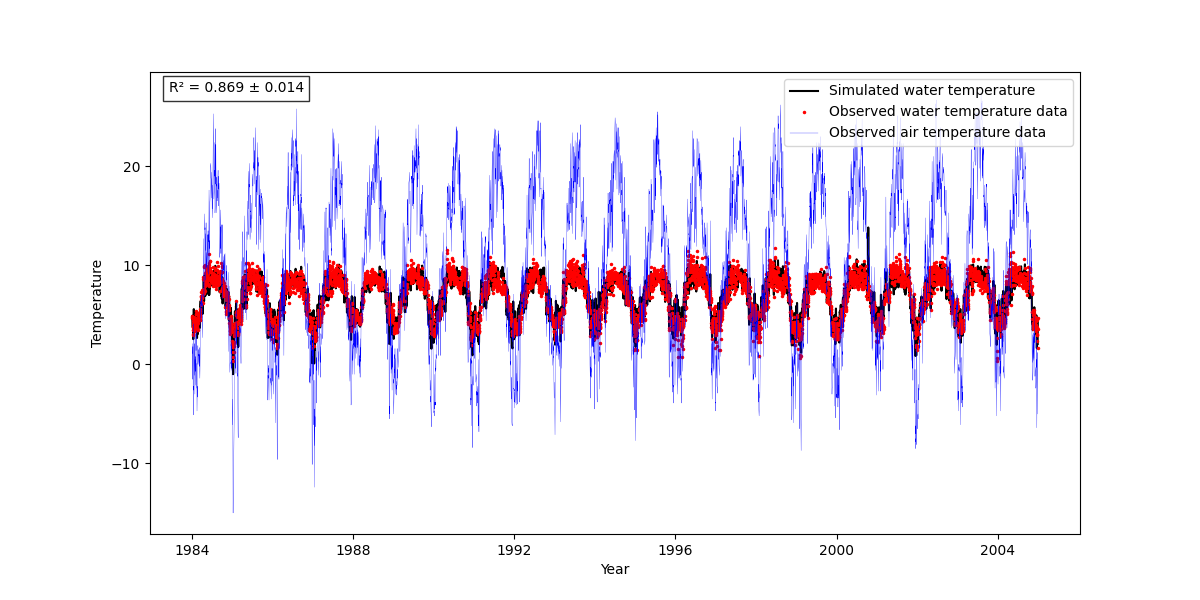 R² = 0.869 ± 0.014
Simulated water temperature
Observed water temperature data
Observed air temperature data
Temperature
20
10
0
−10
1984
1988
1992
1996
2000
2004
Year